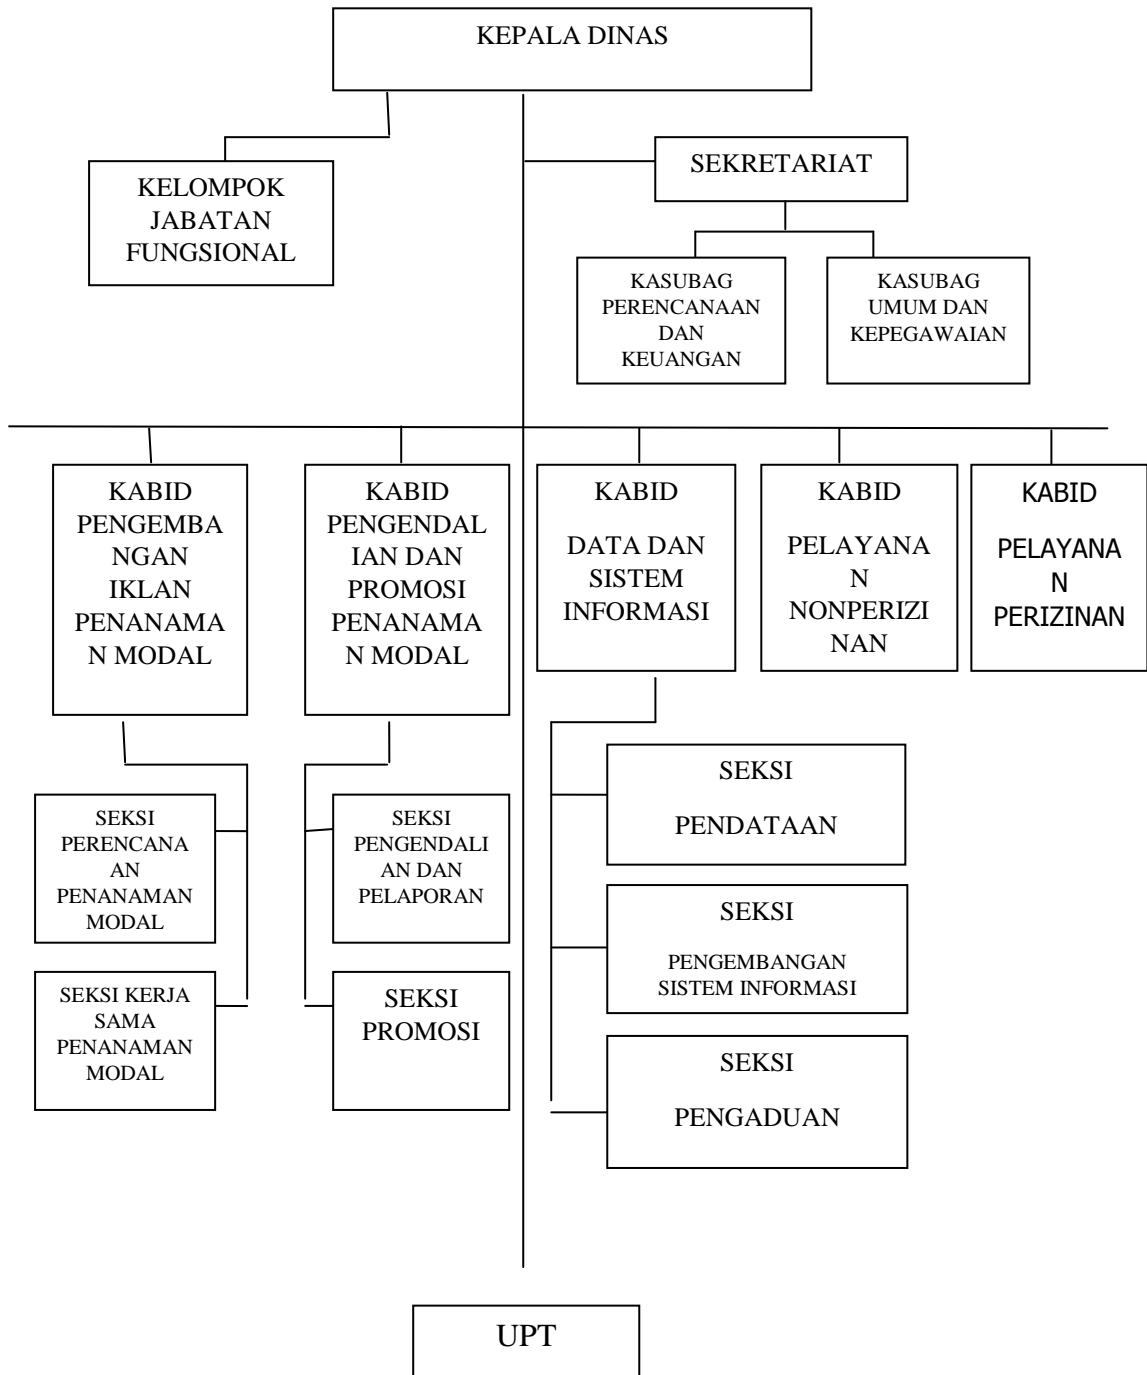 KEPALA DINAS
KELOMPOK
JABATAN
FUNGSIONAL
SEKRETARIAT
KASUBAG
PERENCANAAN
DAN
KEUANGAN
KASUBAG
UMUM DAN
KEPEGAWAIAN
KABID
PENGEMBA
NGAN
IKLAN
PENANAMA
N MODAL
KABID
PENGENDAL
IAN DAN
PROMOSI
PENANAMA
N MODAL
KABID
DATA DAN
SISTEM
INFORMASI
KABID
PELAYANA
N
NONPERIZI
NAN
KABID
PELAYANA
N
PERIZINAN
SEKSI
PERENCANA
AN
PENANAMAN
MODAL
SEKSI KERJA
SAMA
PENANAMAN
MODAL
SEKSI
PENGENDALI
AN DAN
PELAPORAN
SEKSI
PROMOSI
SEKSI
PENDATAAN
SEKSI
PENGEMBANGAN
SISTEM INFORMASI
SEKSI
PENGADUAN
UPT